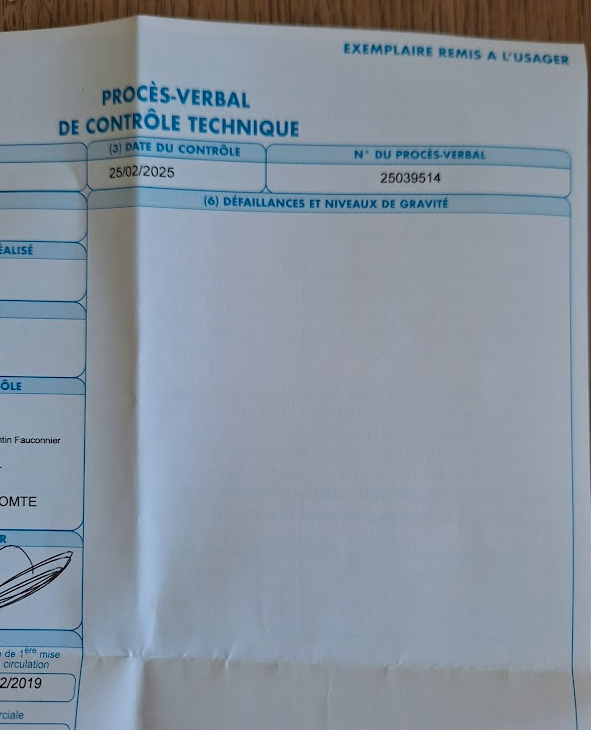 EXEMPLAIRE REMIS A L'USAGER
PROCÈS-VERBAL
DE CONTRÔLE TECHNIQUE
(3) DATE DU CONTRÔLE
N° DU PROCÈS-VERBAL
25/02/2025
25039514
(6) DÉFAILLANCES ET NIVEAUX DE GRAVITÉ
ÉALISÉ
ÔLE
tin Fauconnier
OMTE
R
de 1ère mise
circulation
2/2019
rciale